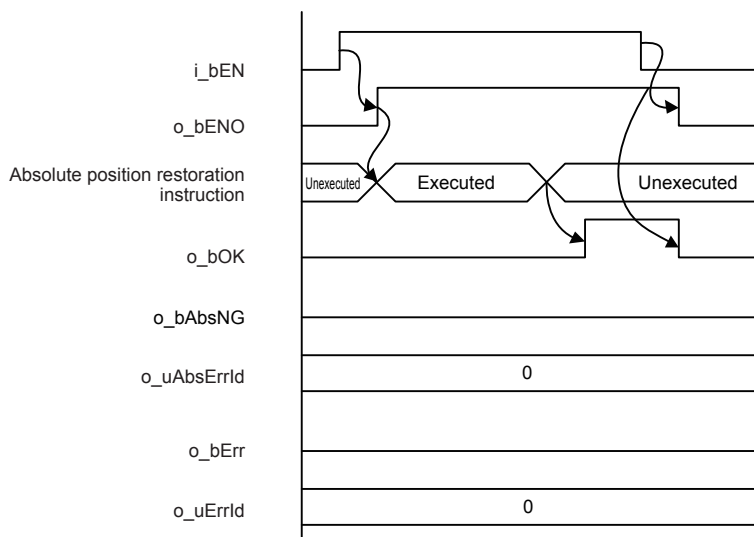 i_bEN
o_bENO
Absolute position restoration
instruction
Unexecuted
Executed
Unexecuted
o_bOK
o_bAbsNG
o_uAbsErrId
0
o_bErr
o_uErrId
0